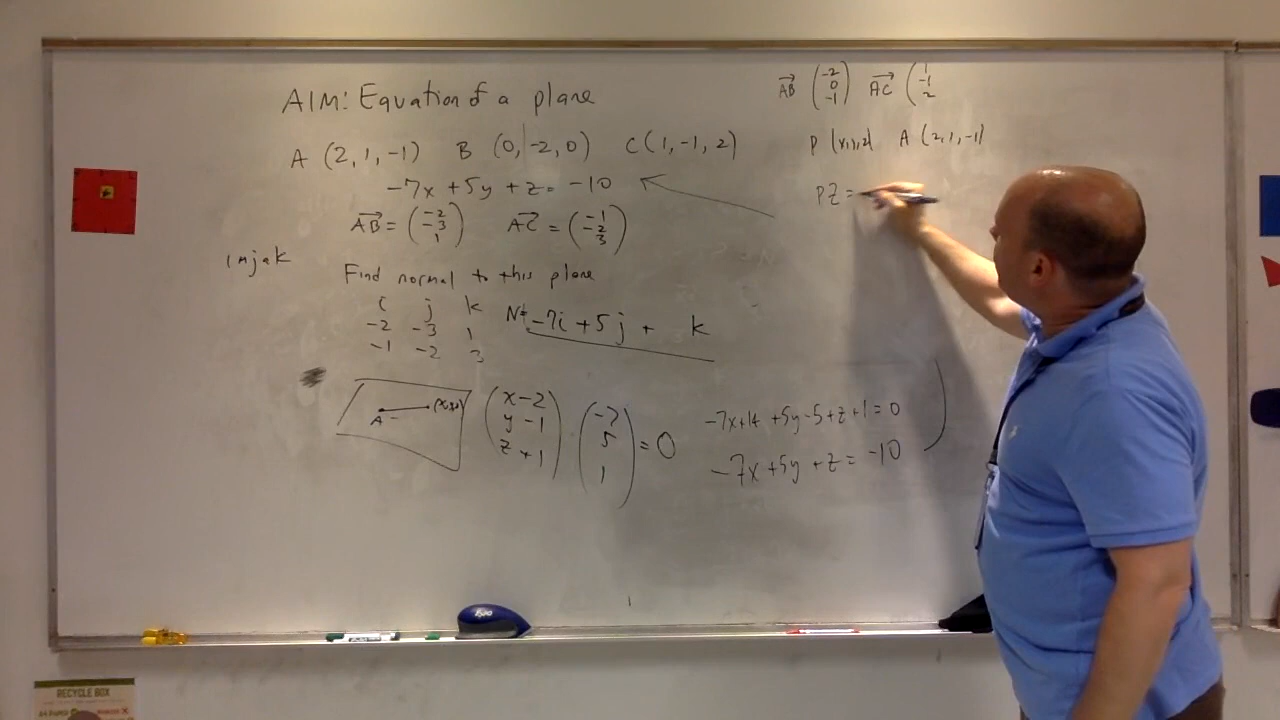 AIM: Equation of a plane
A (2, 1, -1) B (0, -2, 0) C (1, -1, 2)
-7x + 5y + z = -10
AB = (-2 -3 1) AC = (-1 -2 3)
Find normal to this plane
i j k
-2 -3 1
-1 -2 3
N = -7i + 5j + k
A
(x-2 y-1 z+1) . (-7 5 1) = 0
-7x+14 +5y-5+z+1=0
-7x+5y+z = -10
AB (-2 0 -1) AC (1 -1 2
P (x,y,z) A (2,1,-1)
PZ =
RECYCLE BOX